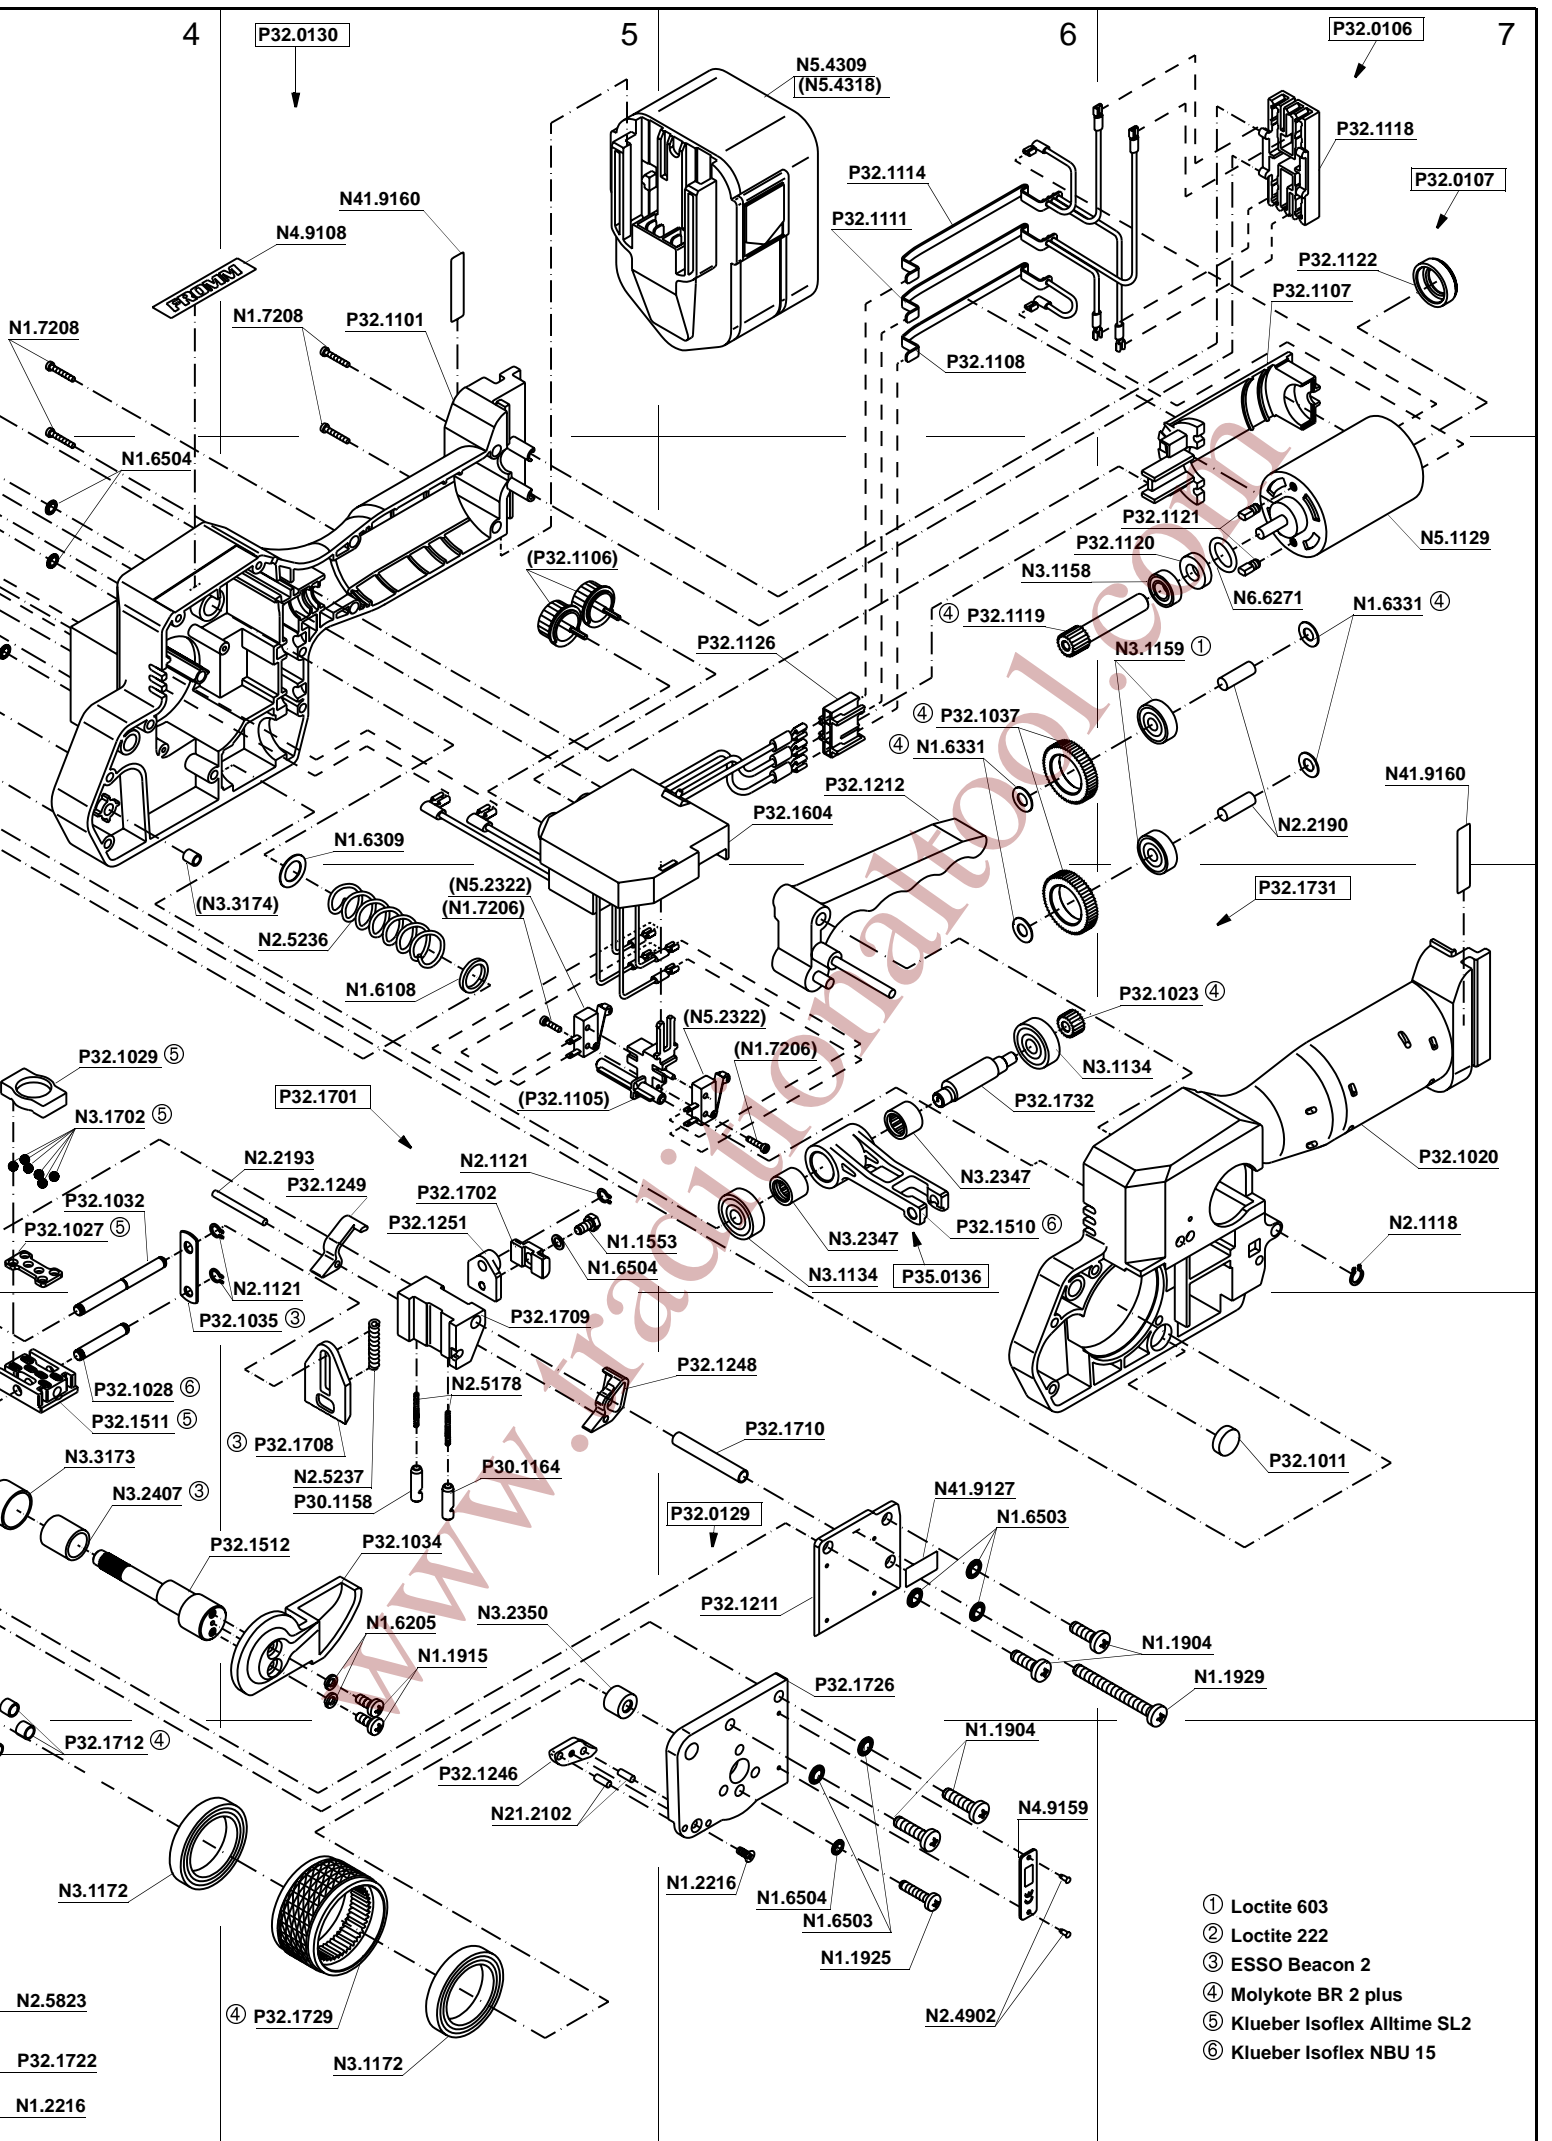 4
P32.0130
5
6
P32.0106
7
N5.4309
(N5.4318)
P32.1118
P32.1114
P32.0107
N41.9160
P32.1111
N4.9108
FROMM
P32.1122
P32.1107
N1.7208
N1.7208
P32.1101
P32.1108
N1.6504
P32.1121
P32.1120
N5.1129
(P32.1106)
N3.1158
N6.6271
④ P32.1119
N1.6331 ④
P32.1126
N3.1159 ①
④ P32.1037
④ N1.6331
N41.9160
P32.1212
P32.1604
N2.2190
N1.6309
(N5.2322)
P32.1731
(N3.3174)
(N1.7206)
N2.5236
N1.6108
P32.1023 ④
(N5.2322)
P32.1029 ⑤
(N1.7206)
N3.1134
P32.1701
(P32.1105)
P32.1732
N3.1702 ⑤
N2.2193
N2.1121
P32.1020
P32.1249
P32.1702
N3.2347
P32.1032
P32.1251
P32.1510 ⑥
N2.1118
P32.1027 ⑤
N1.1553
N3.2347
N1.6504
N3.1134
P35.0136
N2.1121
P32.1035 ③
P32.1709
P32.1248
N2.5178
P32.1028 ⑥
P32.1511 ⑤
P32.1710
③ P32.1708
N3.3173
P32.1011
N2.5237
P30.1164
N3.2407 ③
N41.9127
P30.1158
P32.0129
N1.6503
P32.1512
P32.1034
P32.1211
N3.2350
N1.6205
N1.1904
N1.1915
P32.1726
N1.1929
P32.1712 ④
N1.1904
P32.1246
N21.2102
N4.9159
N3.1172
N1.2216
N1.6504
① Loctite 603
N1.6503
② Loctite 222
N1.1925
③ ESSO Beacon 2
④ Molykote BR 2 plus
N2.5823
④ P32.1729
N2.4902
⑤ Klueber Isoflex Alltime SL2
⑥ Klueber Isoflex NBU 15
P32.1722
N3.1172
N1.2216
www.traditionaltool.com